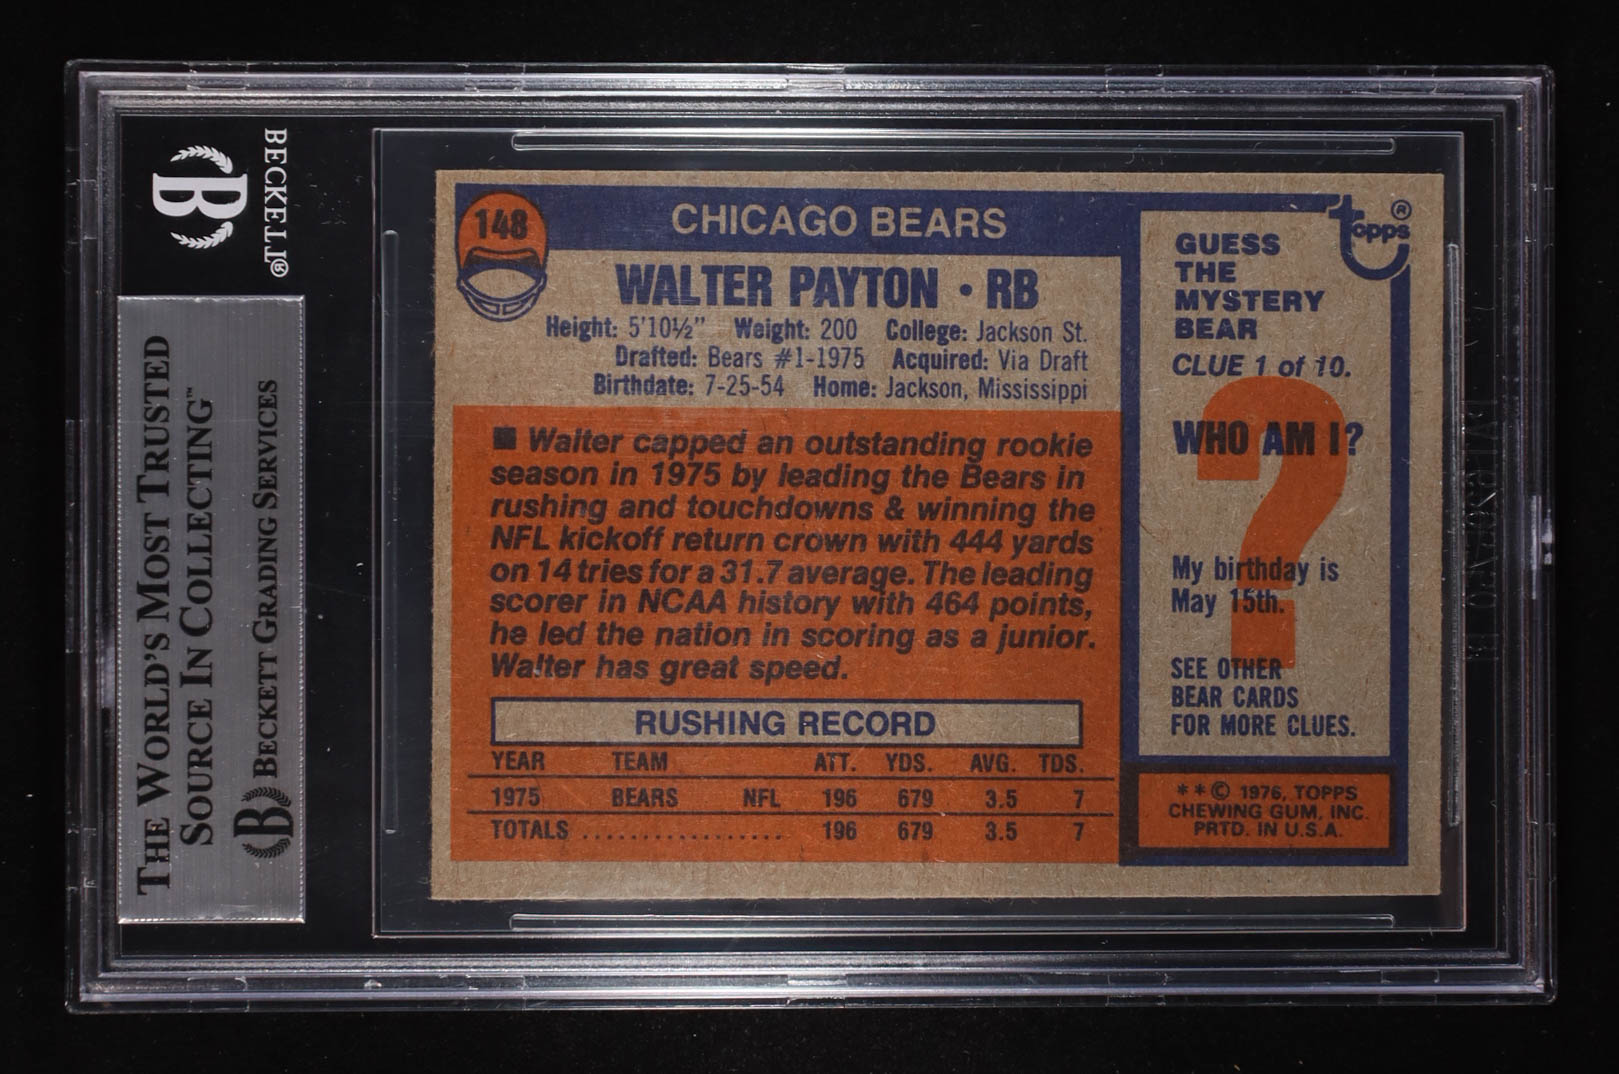 BECKETT®
B
THE WORLD'S MOST TRUSTED
SOURCE IN COLLECTING™
B BECKETT GRADING SERVICES
148
CHICAGO BEARS
WALTER PAYTON • RB
Height: 5'10½" Weight: 200 College: Jackson St.
Drafted: Bears #1-1975 Acquired: Via Draft
Birthdate: 7-25-54 Home: Jackson, Mississippi
■ Walter capped an outstanding rookie
season in 1975 by leading the Bears in
rushing and touchdowns & winning the
NFL kickoff return crown with 444 yards
on 14 tries for a 31.7 average. The leading
scorer in NCAA history with 464 points,
he led the nation in scoring as a junior.
Walter has great speed.
RUSHING RECORD
YEAR TEAM ATT. YDS. AVG. TDS.
1975 BEARS NFL 196 679 3.5 7
TOTALS .................. 196 679 3.5 7
topps®
GUESS
THE
MYSTERY
BEAR
CLUE 1 of 10.
WHO AM I?
?
My birthday is
May 15th.
SEE OTHER
BEAR CARDS
FOR MORE CLUES.
**© 1976, TOPPS
CHEWING GUM, INC.
PRTD. IN U.S.A.